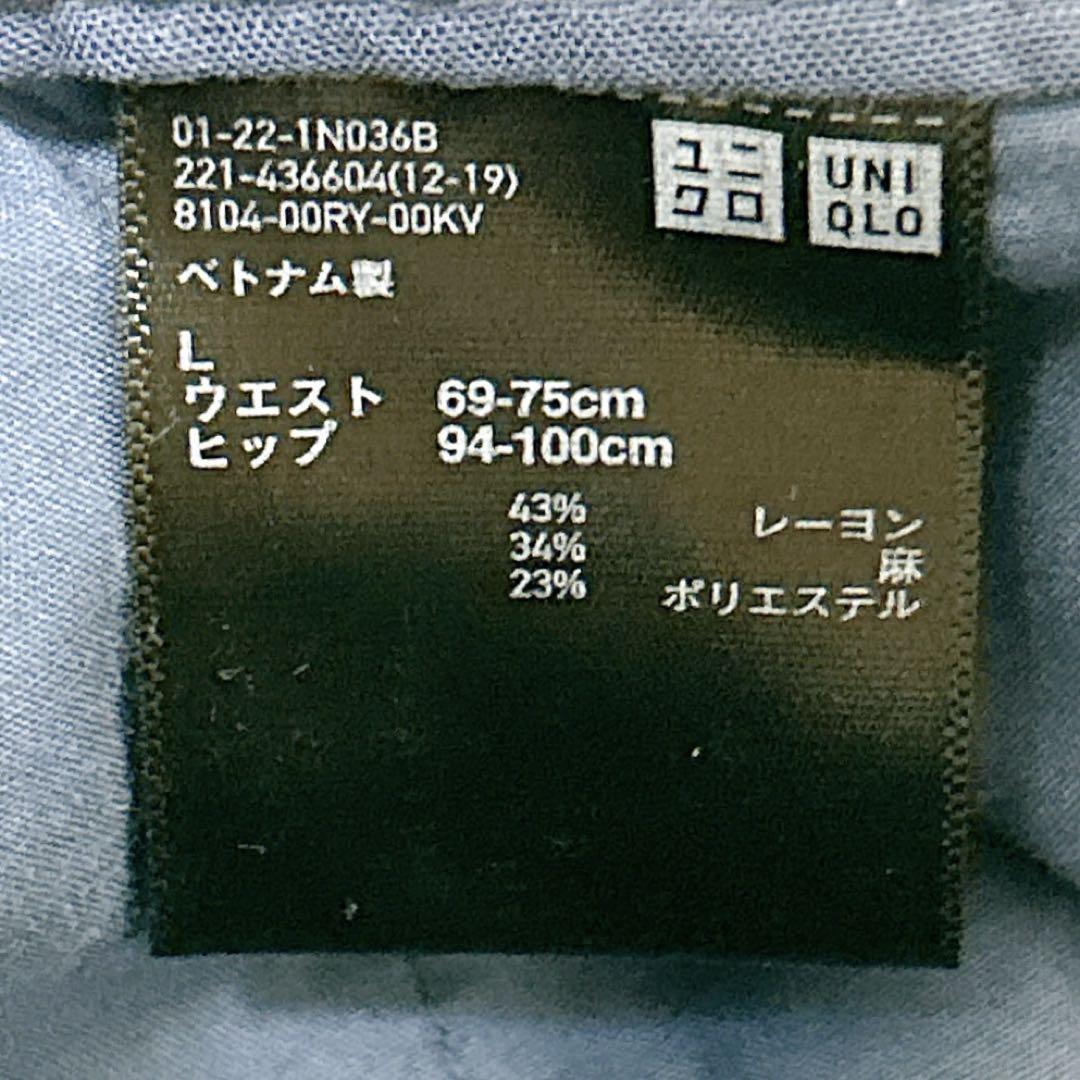 01-22-1N036B
221-436604(12-19)
8104-00RY-00KV
ユニ
クロ
UNI
QLO
ベトナム製
L
ウエスト 69-75cm
ヒップ 94-100cm
43% レーヨン
34% 麻
23% ポリエステル